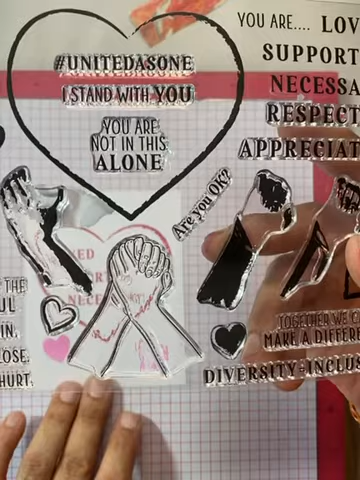 #UNITEDASONE
I STAND WITH YOU
YOU ARE
NOT IN THIS
ALONE
YOU ARE.... LOV
SUPPORT
NECESSA
RESPECT
APPRECIAT
Are you OK?
THE
UL
IN.
LOSE.
HURT.
TOGETHER WE C
MAKE A DIFFERE
DIVERSITY·INCLUS